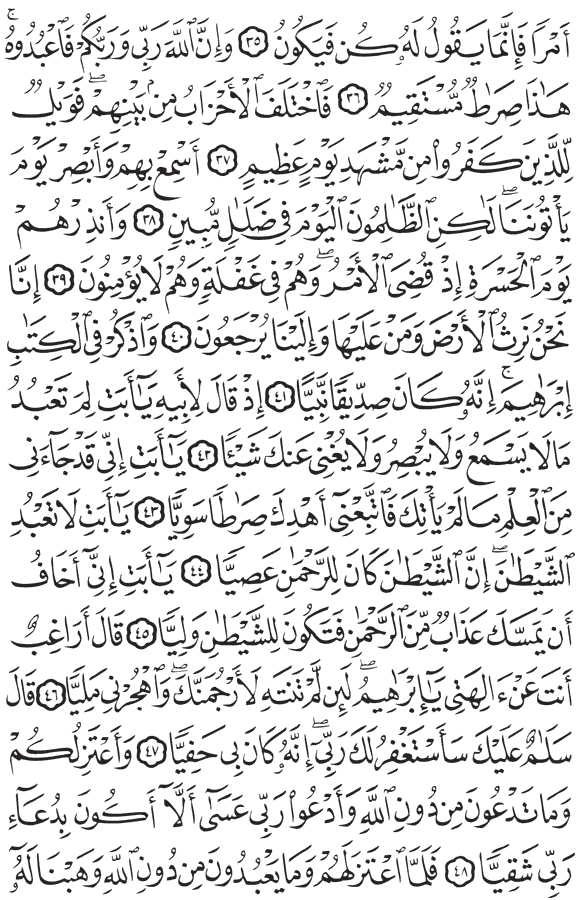 أَمْرًا فَإِنَّمَا يَقُولُ لَهُۥ كُن فَيَكُونُ ٣٥ وَإِنَّ ٱللَّهَ رَبِّى وَرَبُّكُمْ فَٱعْبُدُوهُ ۚ
هَٰذَا صِرَٰطٌ مُّسْتَقِيمٌ ٣٦ فَٱخْتَلَفَ ٱلْأَحْزَابُ مِنۢ بَيْنِهِمْ ۖ فَوَيْلٌ
لِّلَّذِينَ كَفَرُوا۟ مِن مَّشْهَدِ يَوْمٍ عَظِيمٍ ٣٧ أَسْمِعْ بِهِمْ وَأَبْصِرْ يَوْمَ
يَأْتُونَنَا ۖ لَٰكِنِ ٱلظَّٰلِمُونَ ٱلْيَوْمَ فِى ضَلَٰلٍ مُّبِينٍ ٣٨ وَأَنذِرْهُمْ
يَوْمَ ٱلْحَسْرَةِ إِذْ قُضِىَ ٱلْأَمْرُ ۖ وَهُمْ فِى غَفْلَةٍ وَهُمْ لَا يُؤْمِنُونَ ٣٩ إِنَّا
نَحْنُ نَرِثُ ٱلْأَرْضَ وَمَنْ عَلَيْهَا وَإِلَيْنَا يُرْجَعُونَ ٤٠ وَٱذْكُرْ فِى ٱلْكِتَٰبِ
إِبْرَٰهِيمَ ۚ إِنَّهُۥ كَانَ صِدِّيقًا نَّبِيًّا ٤١ إِذْ قَالَ لِأَبِيهِ يَٰٓأَبَتِ لِمَ تَعْبُدُ
مَا لَا يَسْمَعُ وَلَا يُبْصِرُ وَلَا يُغْنِى عَنكَ شَيْـًٔا ٤٢ يَٰٓأَبَتِ إِنِّى قَدْ جَآءَنِى
مِنَ ٱلْعِلْمِ مَا لَمْ يَأْتِكَ فَٱتَّبِعْنِىٓ أَهْدِكَ صِرَٰطًا سَوِيًّا ٤٣ يَٰٓأَبَتِ لَا تَعْبُدِ
ٱلشَّيْطَٰنَ ۖ إِنَّ ٱلشَّيْطَٰنَ كَانَ لِلرَّحْمَٰنِ عَصِيًّا ٤٤ يَٰٓأَبَتِ إِنِّىٓ أَخَافُ
أَن يَمَسَّكَ عَذَابٌ مِّنَ ٱلرَّحْمَٰنِ فَتَكُونَ لِلشَّيْطَٰنِ وَلِيًّا ٤٥ قَالَ أَرَاغِبٌ
أَنتَ عَنْ ءَالِهَتِى يَٰٓإِبْرَٰهِيمُ ۖ لَئِن لَّمْ تَنتَهِ لَأَرْجُمَنَّكَ ۖ وَٱهْجُرْنِى مَلِيًّا ٤٦ قَالَ
سَلَٰمٌ عَلَيْكَ ۖ سَأَسْتَغْفِرُ لَكَ رَبِّىٓ ۖ إِنَّهُۥ كَانَ بِى حَفِيًّا ٤٧ وَأَعْتَزِلُكُمْ
وَمَا تَدْعُونَ مِن دُونِ ٱللَّهِ وَأَدْعُوا۟ رَبِّى عَسَىٰٓ أَلَّآ أَكُونَ بِدُعَآءِ
رَبِّى شَقِيًّا ٤٨ فَلَمَّا ٱعْتَزَلَهُمْ وَمَا يَعْبُدُونَ مِن دُونِ ٱللَّهِ وَهَبْنَا لَهُۥٓ